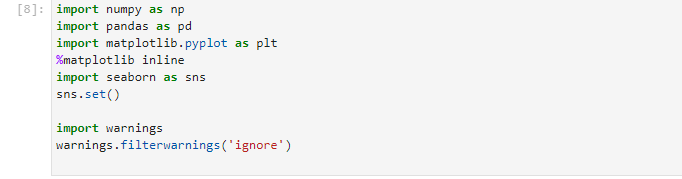 [8]: import numpy as np
import pandas as pd
import matplotlib.pyplot as plt
%matplotlib inline
import seaborn as sns
sns.set()
import warnings
warnings.filterwarnings('ignore')